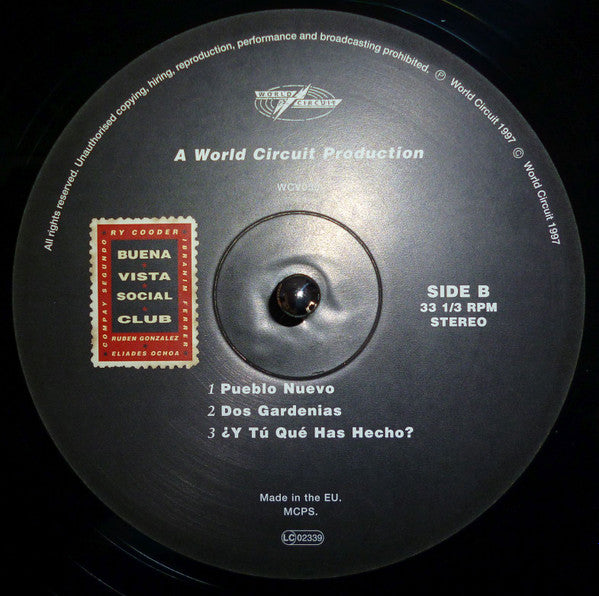 All rights reserved. Unauthorised copying, hiring, reproduction, performance and broadcasting prohibited. ℗ World Circuit 1997 © World Circuit 1997
WORLD CIRCUIT
A World Circuit Production
RY COODER
COMPAY SEGUNDO
IBRAHIM FERRER
BUENA
VISTA
SOCIAL
CLUB
RUBEN GONZALEZ
ELIADES OCHOA
SIDE B
33 1/3 RPM
STEREO
1 Pueblo Nuevo
2 Dos Gardenias
3 ¿Y Tú Qué Has Hecho?
Made in the EU.
MCPS.
LC 02339